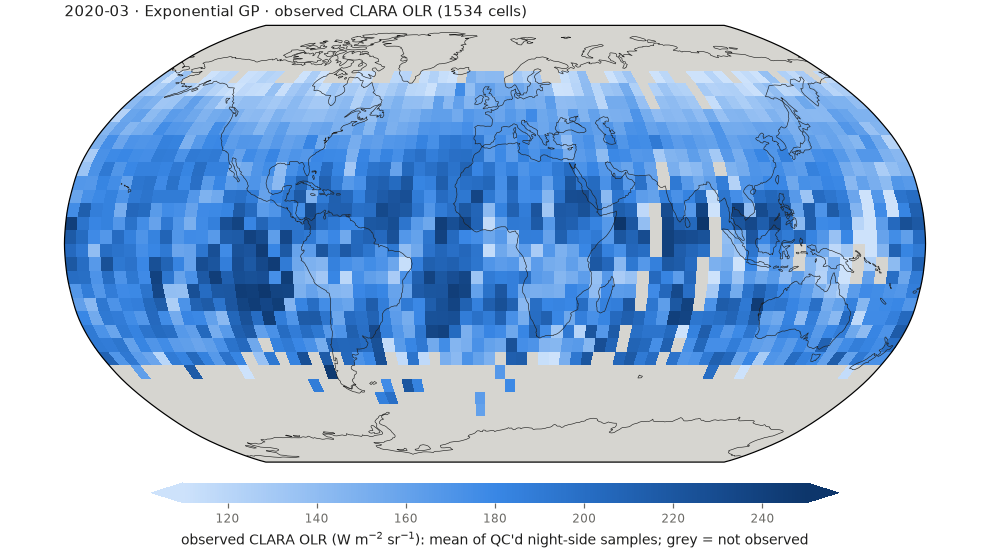 2020-03 · Exponential GP · observed CLARA OLR (1534 cells)
120 140 160 180 200 220 240
observed CLARA OLR (W m⁻² sr⁻¹): mean of QC'd night-side samples; grey = not observed